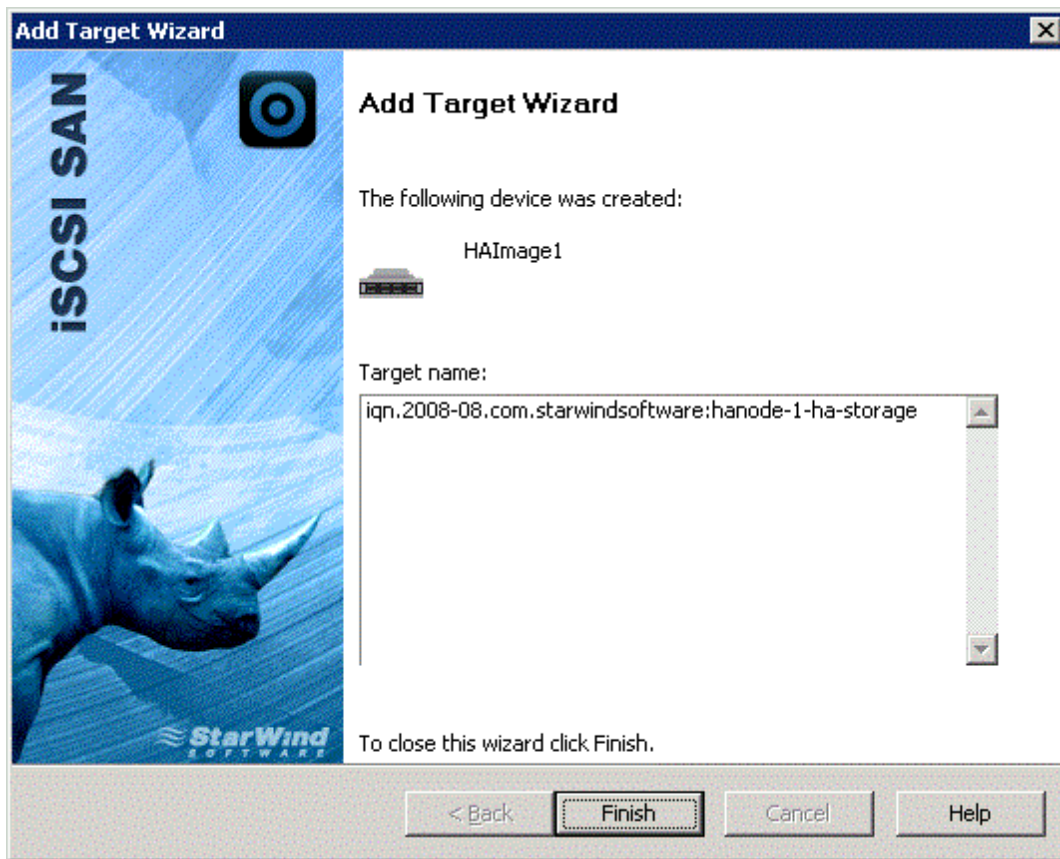 Add Target Wizard
iSCSI SAN
Add Target Wizard
The following device was created:
HAImage1
Target name:
iqn.2008-08.com.starwindsoftware:hanode-1-ha-storage
StarWind
SOFTWARE
To close this wizard click Finish.
< Back
Finish
Cancel
Help